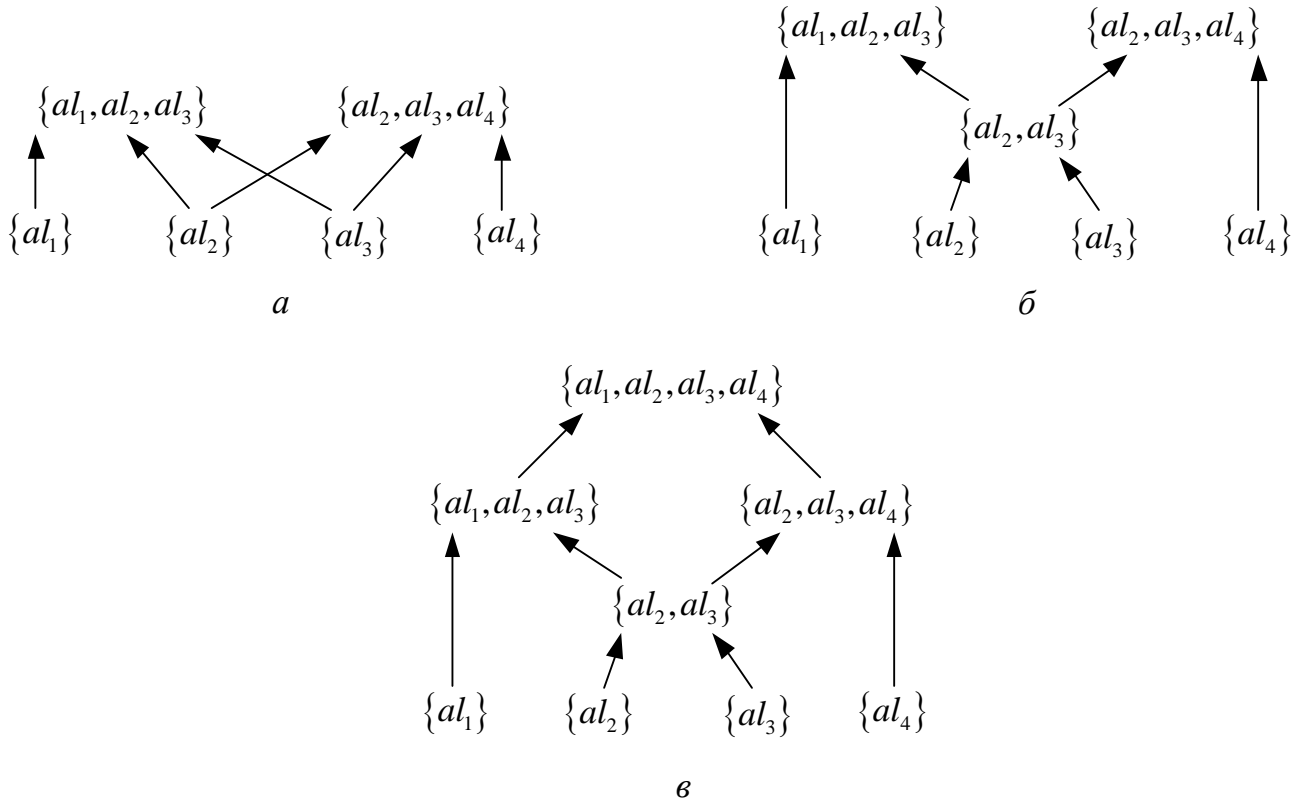 {al₁,al₂,al₃} {al₂,al₃,al₄}
{al₁} {al₂} {al₃} {al₄}
а
{al₁,al₂,al₃} {al₂,al₃,al₄}
{al₂,al₃}
{al₁} {al₂} {al₃} {al₄}
б
{al₁,al₂,al₃,al₄}
{al₁,al₂,al₃} {al₂,al₃,al₄}
{al₂,al₃}
{al₁} {al₂} {al₃} {al₄}
в